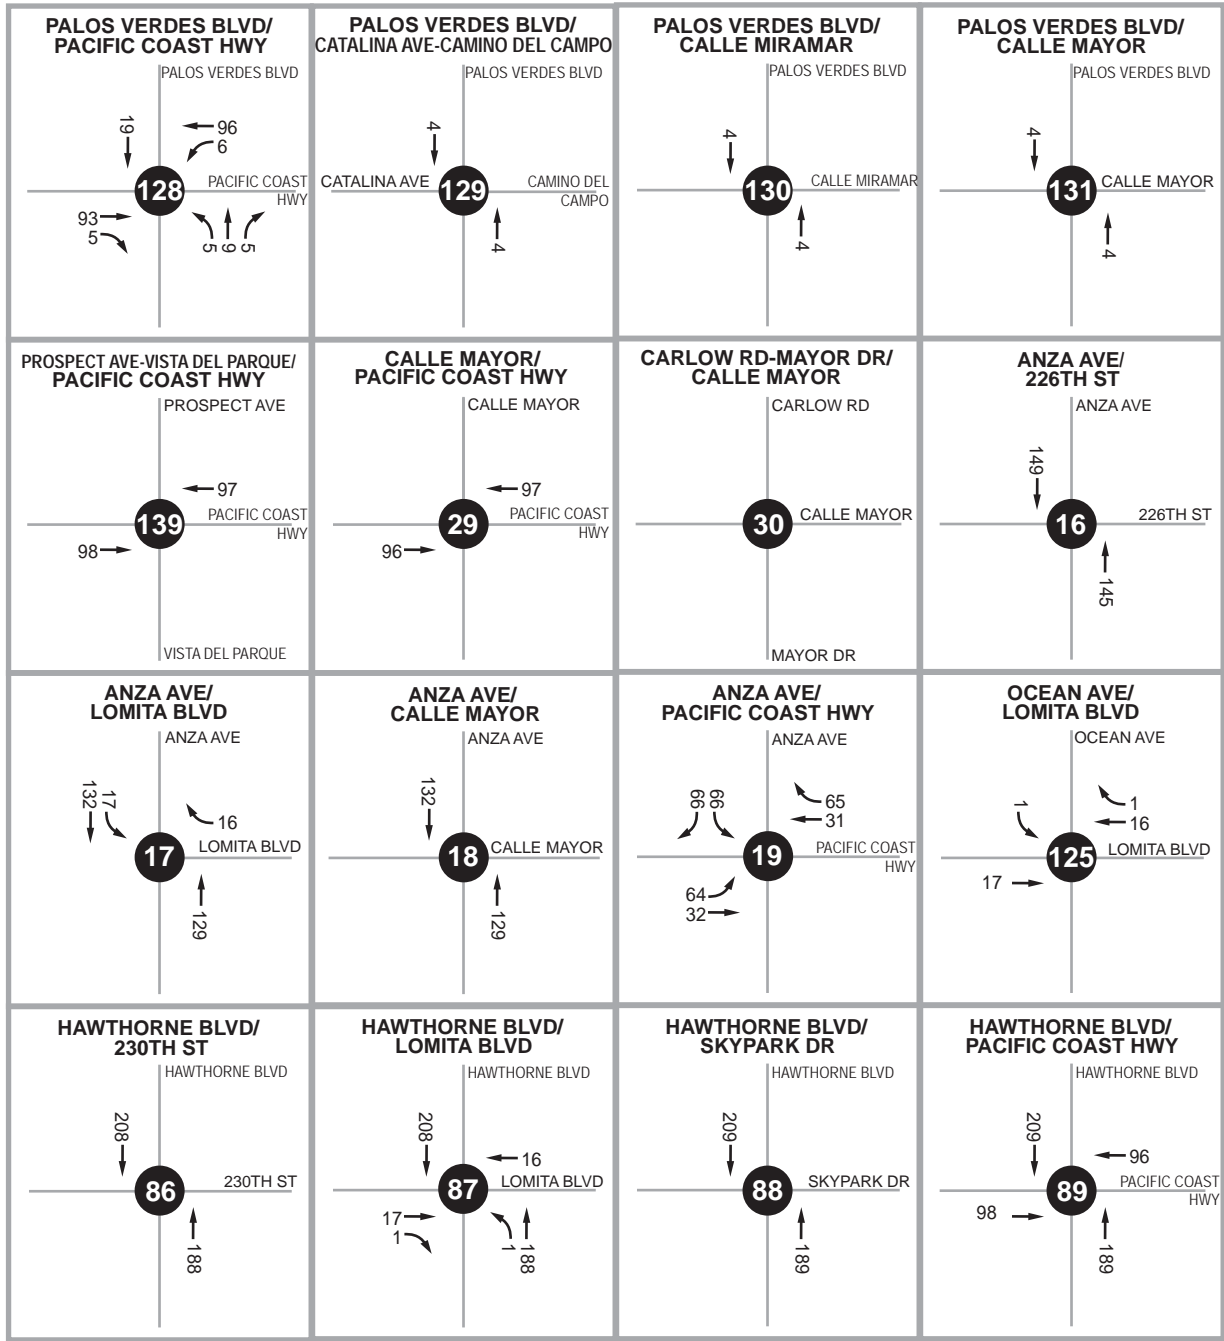 PALOS VERDES BLVD/
PACIFIC COAST HWY
PALOS VERDES BLVD
19
96
6
128
PACIFIC COAST
HWY
93
5
5
9
5
PALOS VERDES BLVD/
CATALINA AVE-CAMINO DEL CAMPO
PALOS VERDES BLVD
4
CATALINA AVE
129
CAMINO DEL
CAMPO
4
PALOS VERDES BLVD/
CALLE MIRAMAR
PALOS VERDES BLVD
4
130
CALLE MIRAMAR
4
PALOS VERDES BLVD/
CALLE MAYOR
PALOS VERDES BLVD
4
131
CALLE MAYOR
4
PROSPECT AVE-VISTA DEL PARQUE/
PACIFIC COAST HWY
PROSPECT AVE
97
139
PACIFIC COAST
HWY
98
VISTA DEL PARQUE
CALLE MAYOR/
PACIFIC COAST HWY
CALLE MAYOR
97
29
PACIFIC COAST
HWY
96
CARLOW RD-MAYOR DR/
CALLE MAYOR
CARLOW RD
30
CALLE MAYOR
MAYOR DR
ANZA AVE/
226TH ST
ANZA AVE
149
16
226TH ST
145
ANZA AVE/
LOMITA BLVD
ANZA AVE
132
17
16
17
LOMITA BLVD
129
ANZA AVE/
CALLE MAYOR
ANZA AVE
132
18
CALLE MAYOR
129
ANZA AVE/
PACIFIC COAST HWY
ANZA AVE
66
66
65
31
19
PACIFIC COAST
HWY
64
32
OCEAN AVE/
LOMITA BLVD
OCEAN AVE
1
1
16
125
LOMITA BLVD
17
HAWTHORNE BLVD/
230TH ST
HAWTHORNE BLVD
208
86
230TH ST
188
HAWTHORNE BLVD/
LOMITA BLVD
HAWTHORNE BLVD
208
16
87
LOMITA BLVD
17
1
1
188
HAWTHORNE BLVD/
SKYPARK DR
HAWTHORNE BLVD
209
88
SKYPARK DR
189
HAWTHORNE BLVD/
PACIFIC COAST HWY
HAWTHORNE BLVD
209
96
89
PACIFIC COAST
HWY
98
189